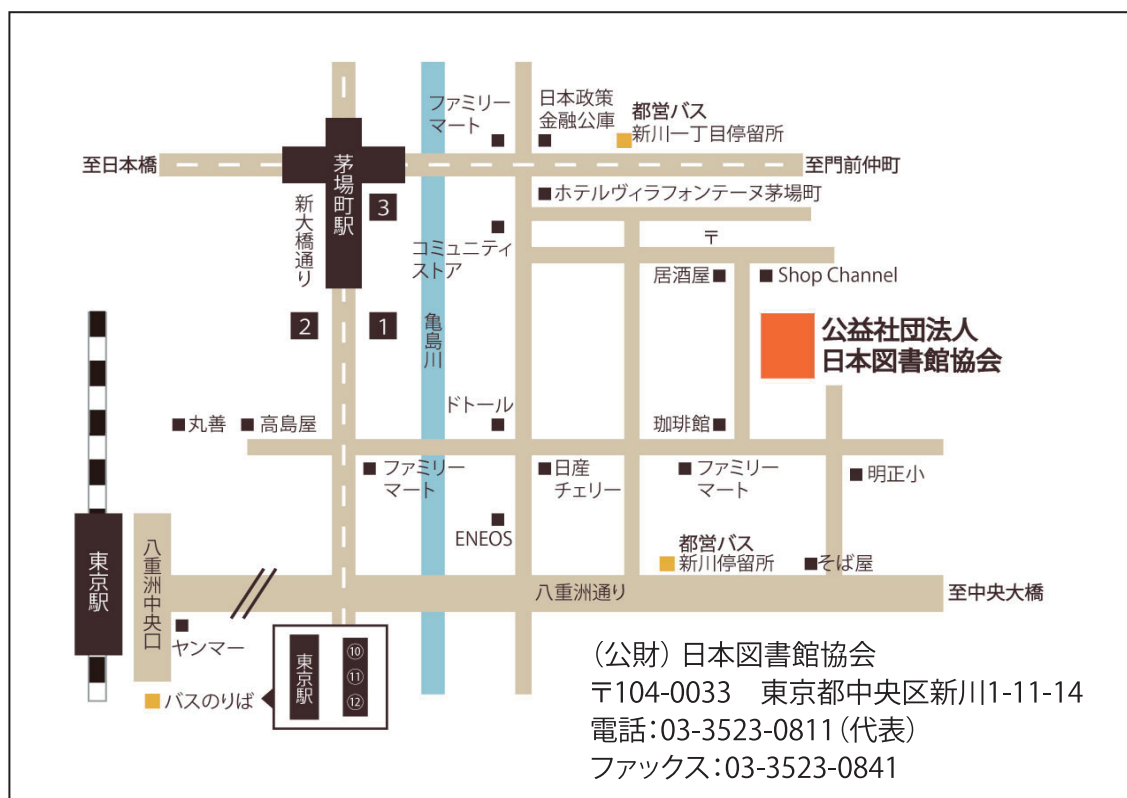 ファミリー
マート
日本政策
金融公庫
都営バス
新川一丁目停留所
至日本橋
茅場町駅
至門前仲町
ホテルヴィラフォンテーヌ茅場町
3
新大橋通り
〒
コミュニティ
ストア
居酒屋
Shop Channel
2
1
亀島川
公益社団法人
日本図書館協会
ドトール
丸善
高島屋
珈琲館
ファミリー
マート
日産
チェリー
ファミリー
マート
明正小
ENEOS
都営バス
新川停留所
そば屋
東京駅
八重洲中央口
八重洲通り
至中央大橋
ヤンマー
バスのりば
東京駅
⑩
⑪
⑫
(公財) 日本図書館協会
〒104-0033 東京都中央区新川1-11-14
電話:03-3523-0811(代表)
ファックス:03-3523-0841